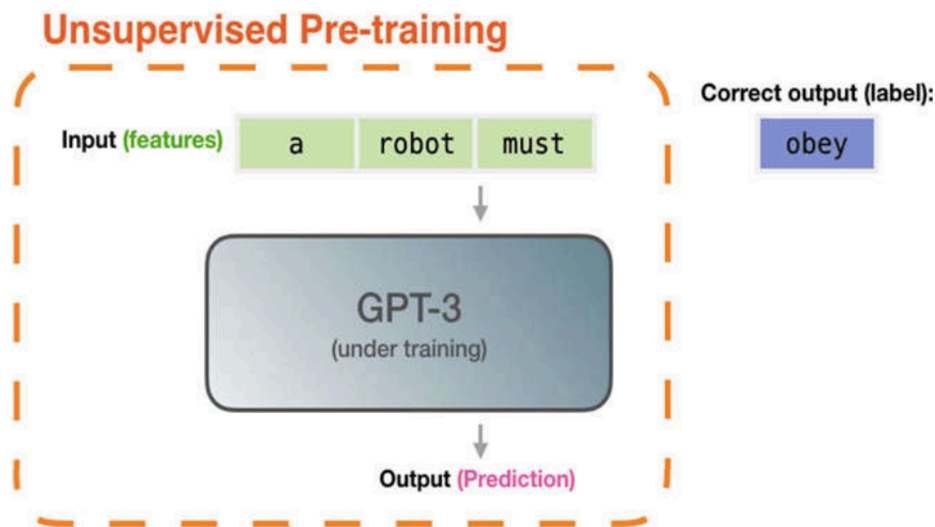 Unsupervised Pre-training
Correct output (label):
Input (features) a robot must
obey
GPT-3
(under training)
Output (Prediction)